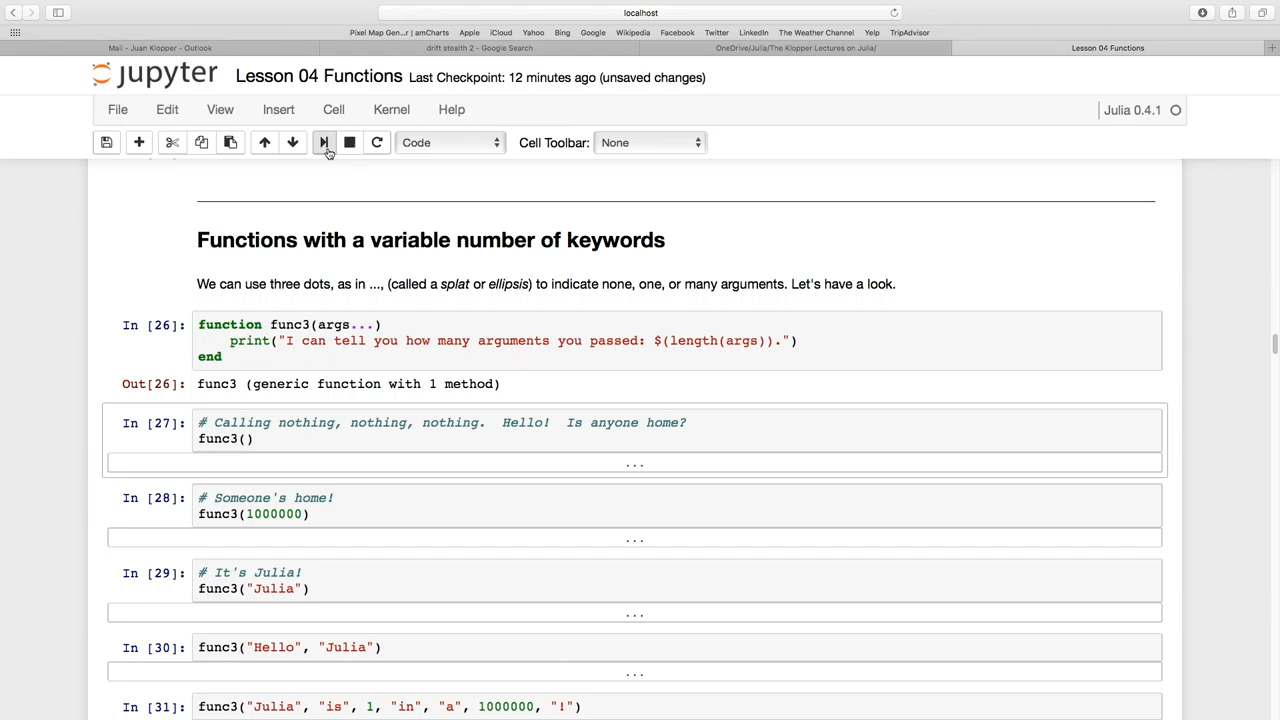 localhost
Pixel Map Gen...r | amCharts Apple iCloud Yahoo Bing Google Wikipedia Facebook Twitter LinkedIn The Weather Channel Yelp TripAdvisor
Mail - Juan Klopper - Outlook drift stealth 2 - Google Search OneDrive/Julia/The Klopper Lectures on Julia/ Lesson 04 Functions
jupyter Lesson 04 Functions Last Checkpoint: 12 minutes ago (unsaved changes)
File Edit View Insert Cell Kernel Help Julia 0.4.1
Code Cell Toolbar: None
Functions with a variable number of keywords
We can use three dots, as in ..., (called a splat or ellipsis) to indicate none, one, or many arguments. Let's have a look.
In [26]: function func3(args...)
print("I can tell you how many arguments you passed: $(length(args)).")
end
Out[26]: func3 (generic function with 1 method)
In [27]: # Calling nothing, nothing, nothing. Hello! Is anyone home?
func3()
...
In [28]: # Someone's home!
func3(1000000)
...
In [29]: # It's Julia!
func3("Julia")
...
In [30]: func3("Hello", "Julia")
...
In [31]: func3("Julia", "is", 1, "in", "a", 1000000, "!")